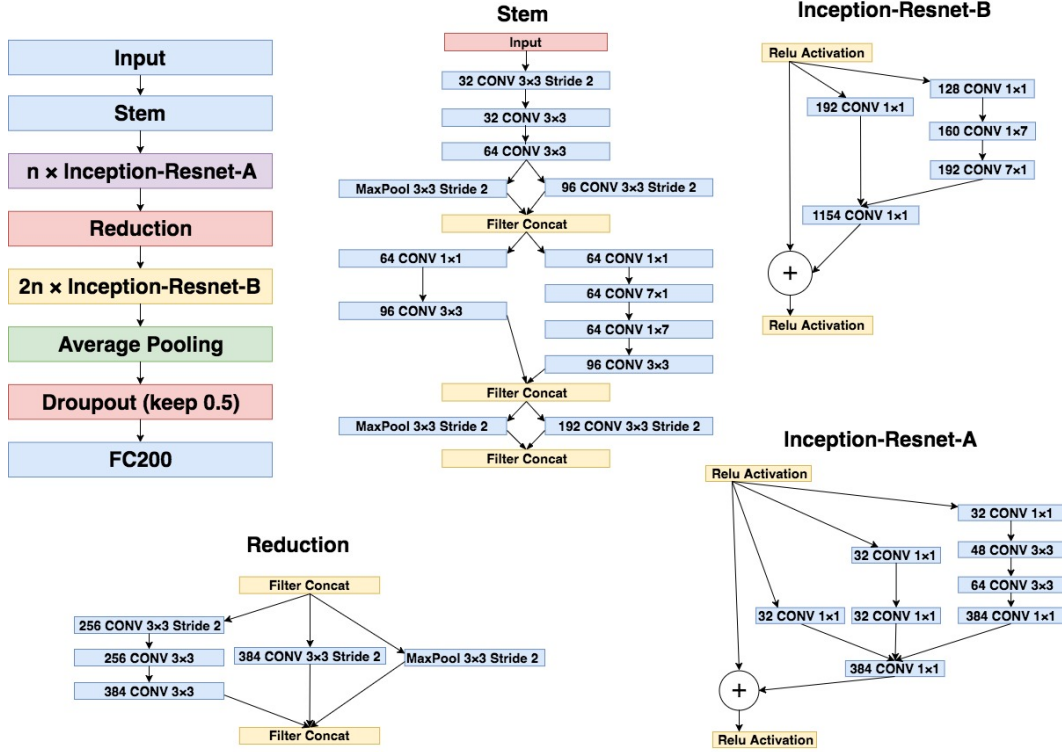 Input
Stem
n × Inception-Resnet-A
Reduction
2n × Inception-Resnet-B
Average Pooling
Droupout (keep 0.5)
FC200
Stem
Input
32 CONV 3×3 Stride 2
32 CONV 3×3
64 CONV 3×3
MaxPool 3×3 Stride 2
96 CONV 3×3 Stride 2
Filter Concat
64 CONV 1×1
64 CONV 1×1
64 CONV 7×1
96 CONV 3×3
64 CONV 1×7
96 CONV 3×3
Filter Concat
MaxPool 3×3 Stride 2
192 CONV 3×3 Stride 2
Filter Concat
Inception-Resnet-B
Relu Activation
128 CONV 1×1
192 CONV 1×1
160 CONV 1×7
192 CONV 7×1
1154 CONV 1×1
+
Relu Activation
Inception-Resnet-A
Relu Activation
32 CONV 1×1
48 CONV 3×3
32 CONV 1×1
64 CONV 3×3
32 CONV 1×1
32 CONV 1×1
384 CONV 1×1
384 CONV 1×1
+
Relu Activation
Reduction
Filter Concat
256 CONV 3×3 Stride 2
256 CONV 3×3
384 CONV 3×3 Stride 2
MaxPool 3×3 Stride 2
384 CONV 3×3
Filter Concat